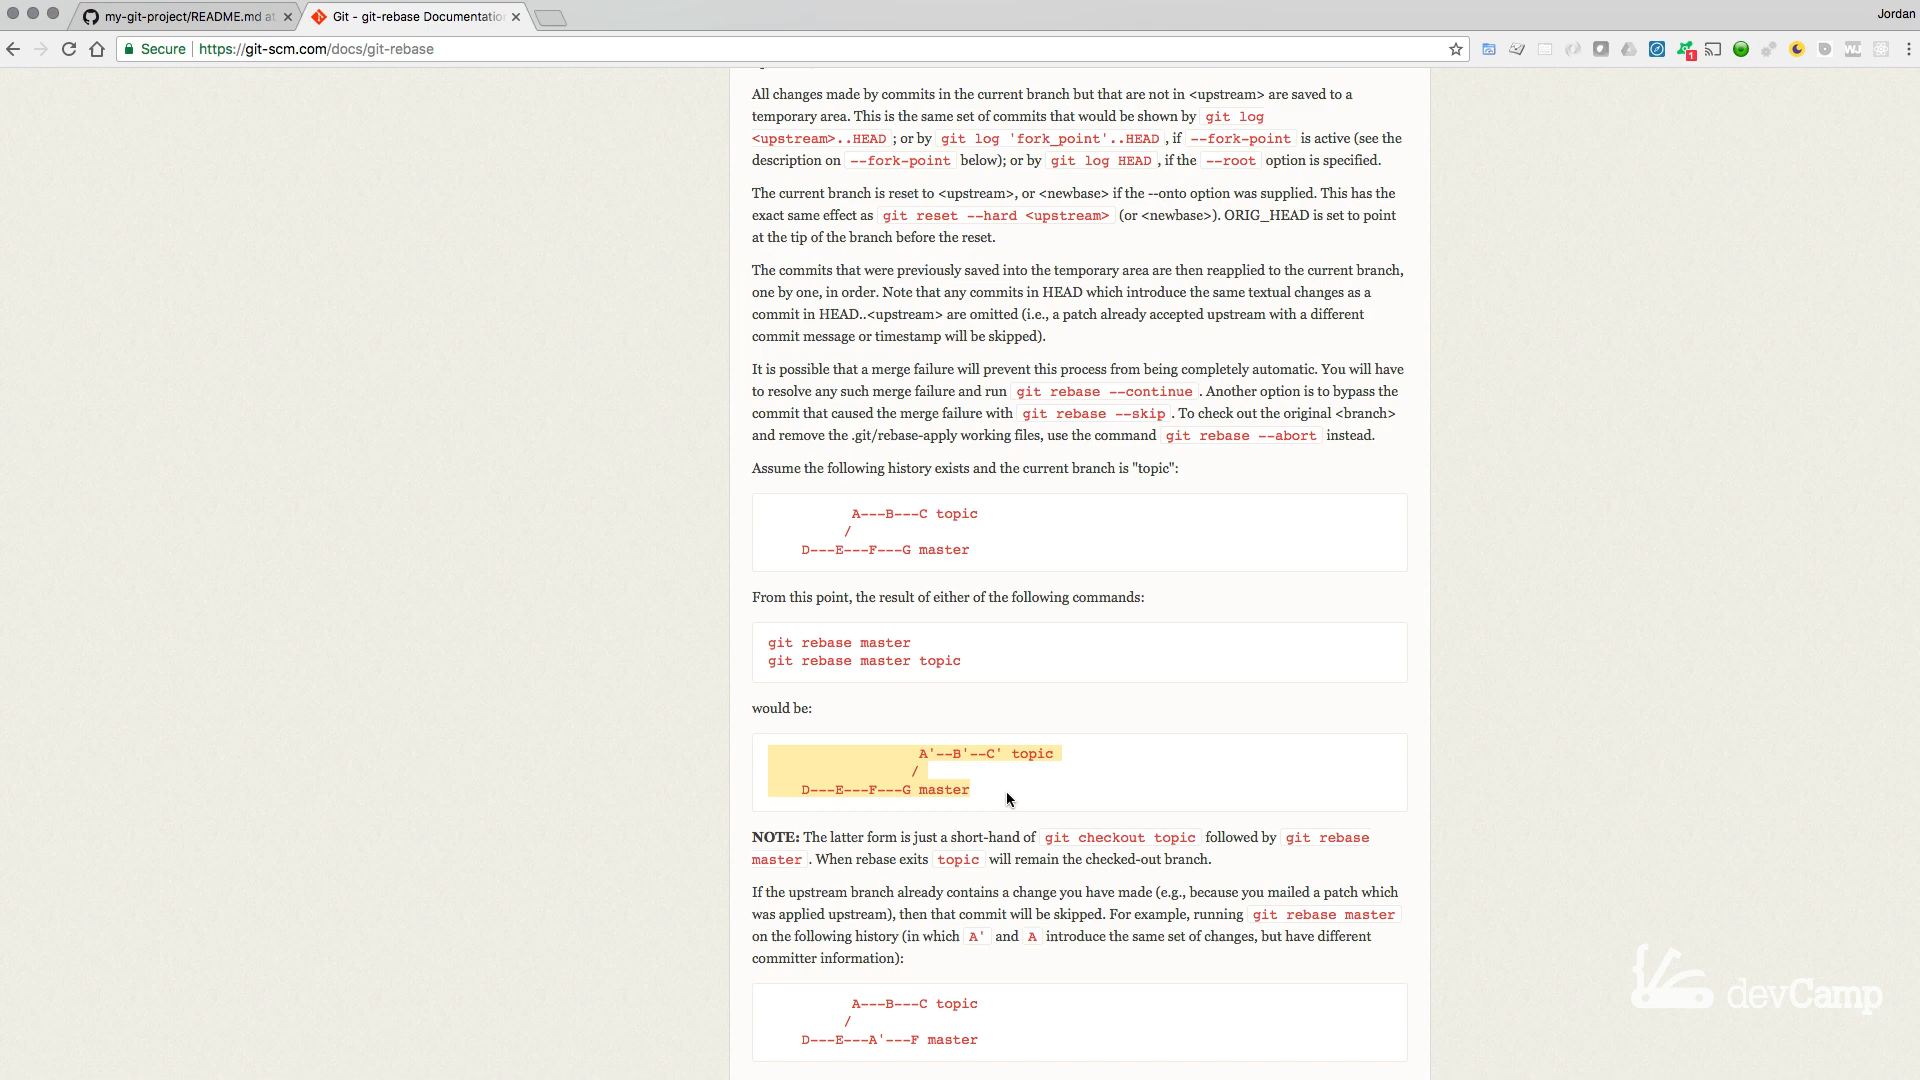 my-git-project/README.md at
Git - git-rebase Documentatio
Jordan
Secure
https://git-scm.com/docs/git-rebase
1
All changes made by commits in the current branch but that are not in <upstream> are saved to a
temporary area. This is the same set of commits that would be shown by git log
<upstream>..HEAD ; or by git log 'fork_point'..HEAD , if --fork-point is active (see the
description on --fork-point below); or by git log HEAD , if the --root option is specified.
The current branch is reset to <upstream>, or <newbase> if the --onto option was supplied. This has the
exact same effect as git reset --hard <upstream> (or <newbase>). ORIG_HEAD is set to point
at the tip of the branch before the reset.
The commits that were previously saved into the temporary area are then reapplied to the current branch,
one by one, in order. Note that any commits in HEAD which introduce the same textual changes as a
commit in HEAD..<upstream> are omitted (i.e., a patch already accepted upstream with a different
commit message or timestamp will be skipped).
It is possible that a merge failure will prevent this process from being completely automatic. You will have
to resolve any such merge failure and run git rebase --continue . Another option is to bypass the
commit that caused the merge failure with git rebase --skip . To check out the original <branch>
and remove the .git/rebase-apply working files, use the command git rebase --abort instead.
Assume the following history exists and the current branch is "topic":
A---B---C topic
/
D---E---F---G master
From this point, the result of either of the following commands:
git rebase master
git rebase master topic
would be:
A'--B'--C' topic
/
D---E---F---G master
NOTE: The latter form is just a short-hand of git checkout topic followed by git rebase
master . When rebase exits topic will remain the checked-out branch.
If the upstream branch already contains a change you have made (e.g., because you mailed a patch which
was applied upstream), then that commit will be skipped. For example, running git rebase master
on the following history (in which A' and A introduce the same set of changes, but have different
committer information):
A---B---C topic
/
D---E---A'---F master
devCamp